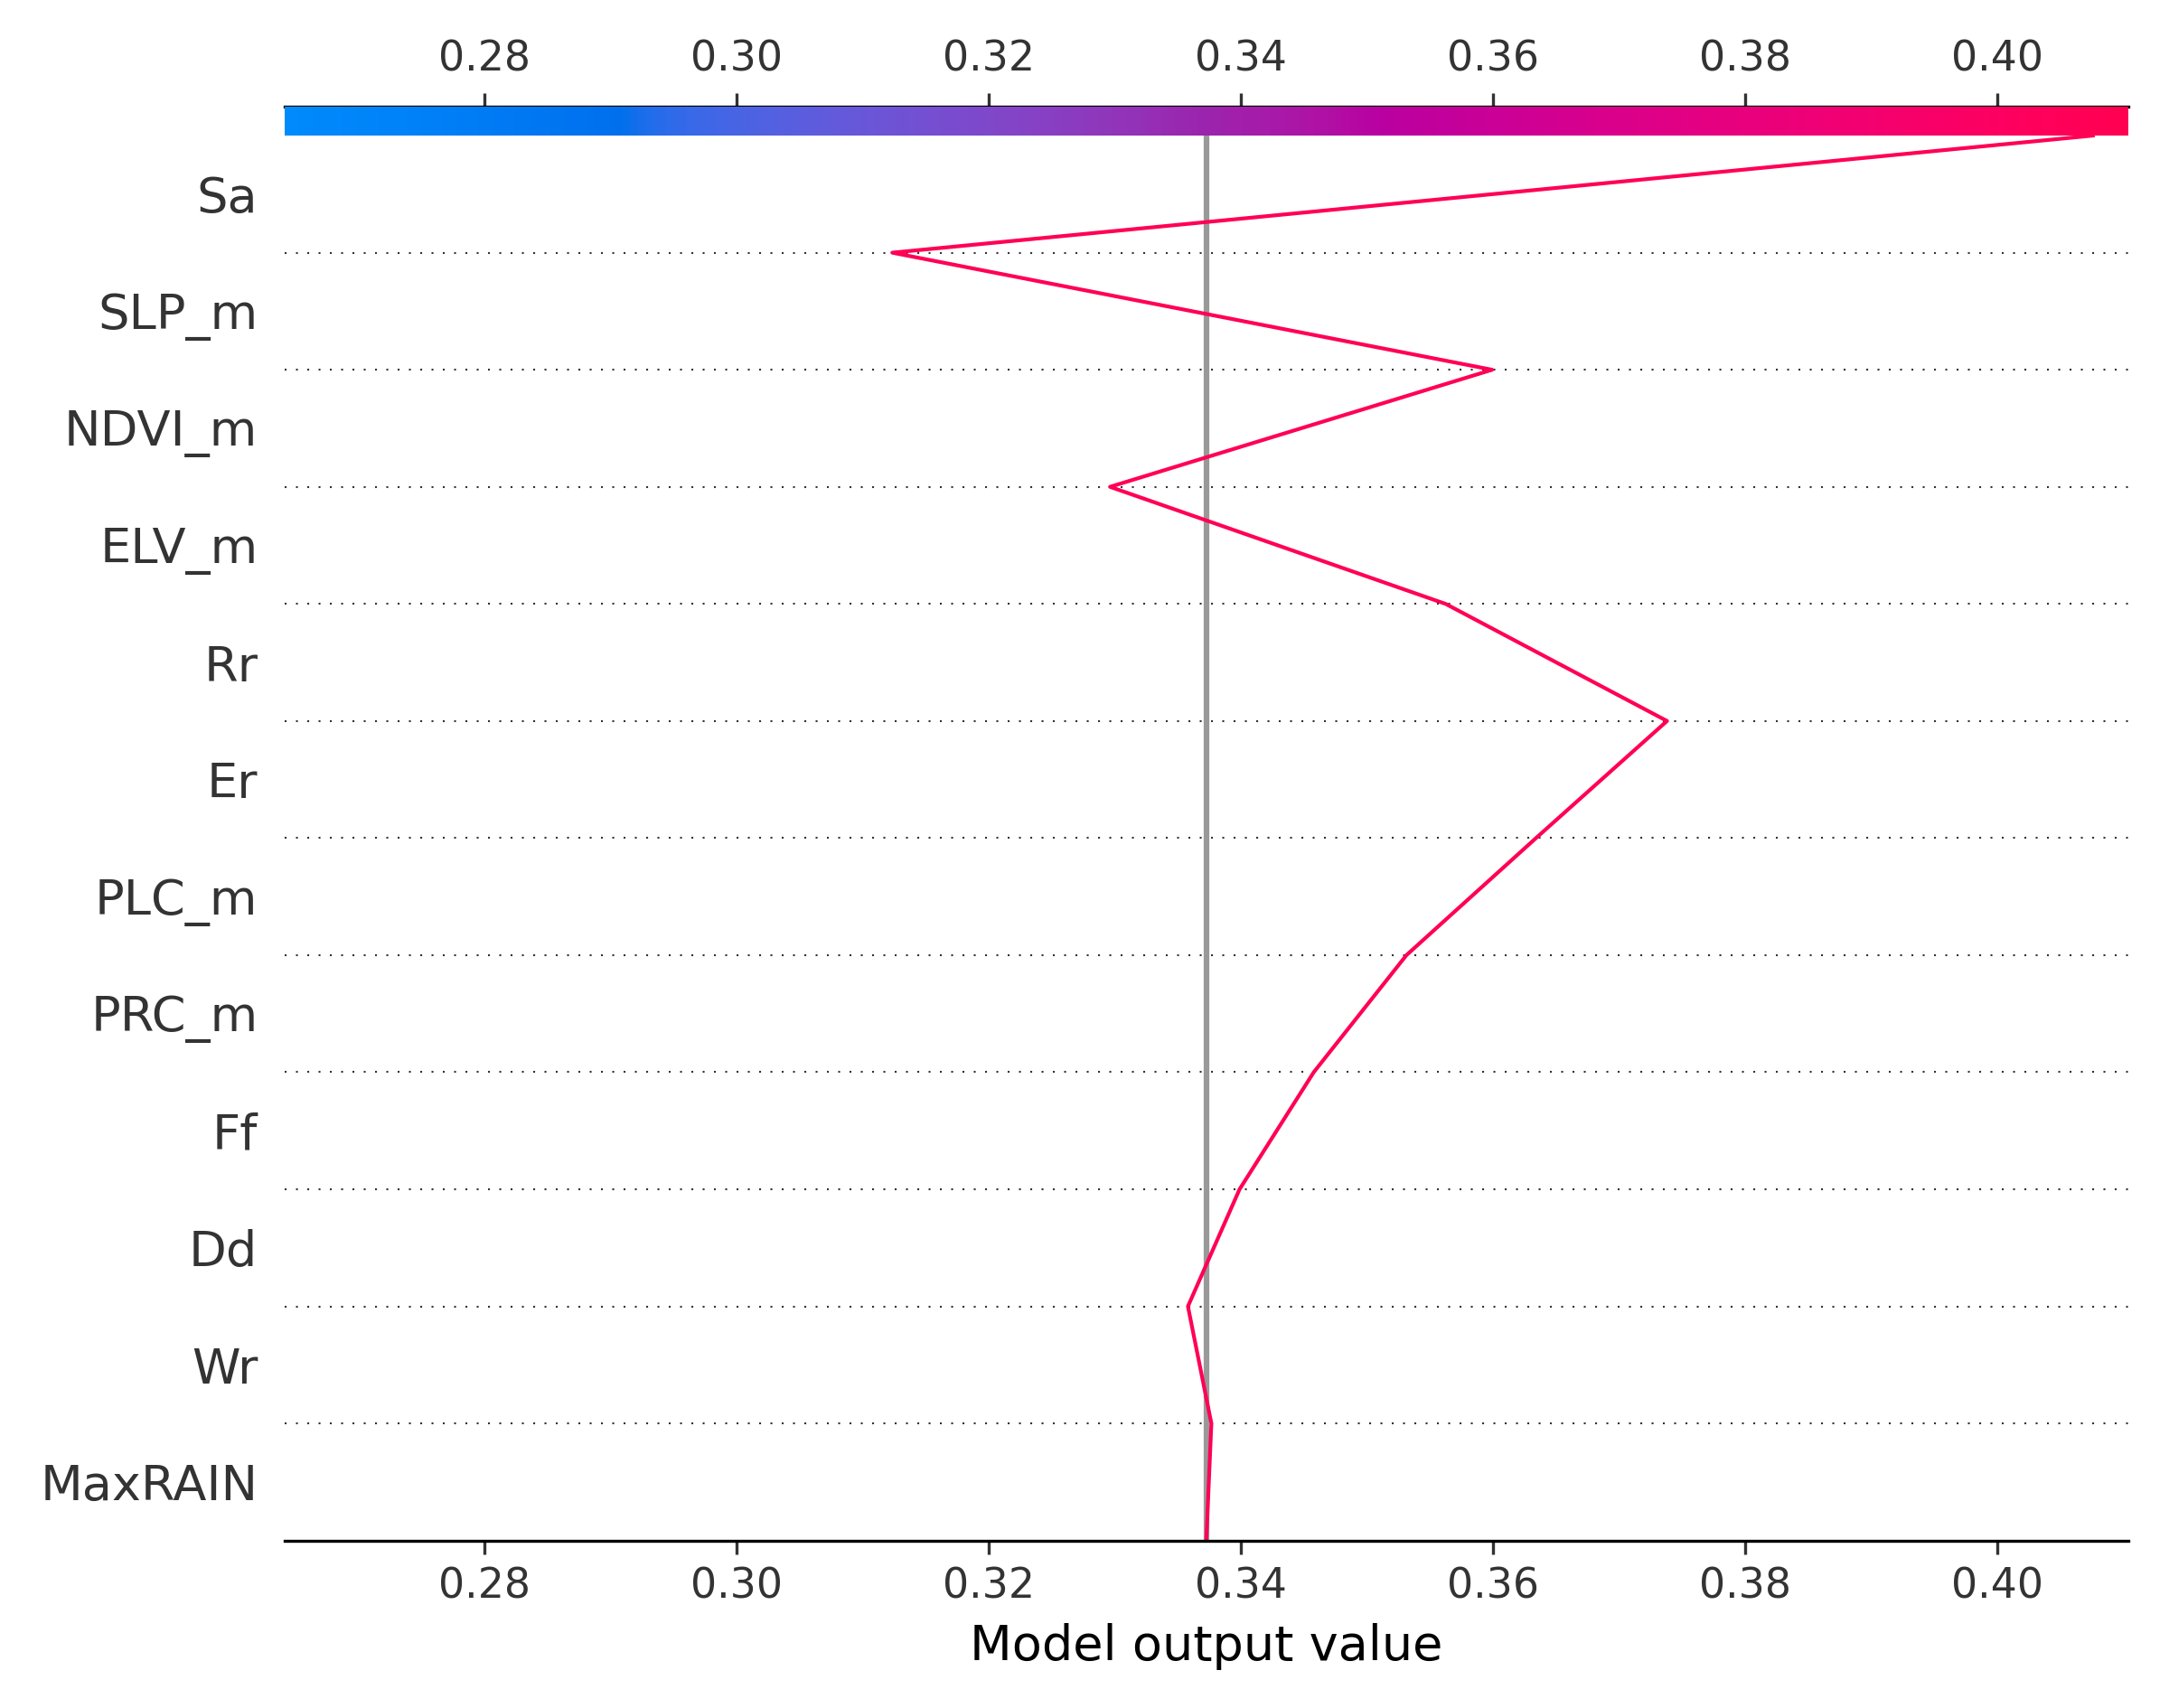 0.28 0.30 0.32 0.34 0.36 0.38 0.40
Sa
SLP_m
NDVI_m
ELV_m
Rr
Er
PLC_m
PRC_m
Ff
Dd
Wr
MaxRAIN
0.28 0.30 0.32 0.34 0.36 0.38 0.40
Model output value